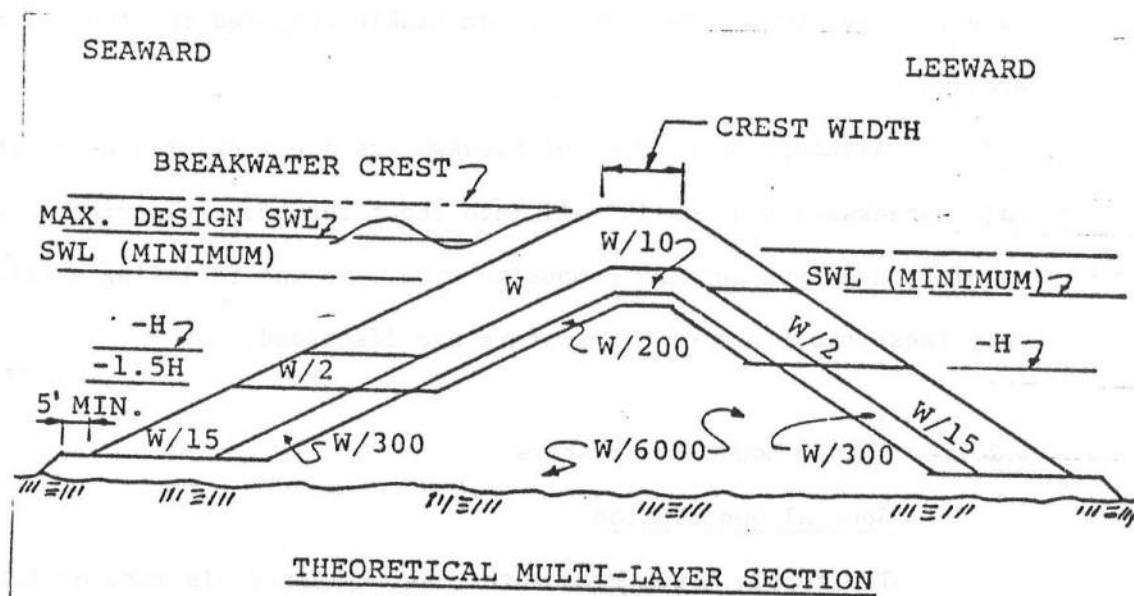 SEAWARD
LEEWARD
CREST WIDTH
BREAKWATER CREST
MAX. DESIGN SWL
W/10
SWL (MINIMUM)
SWL (MINIMUM)
W
W/2
-H
W/200
-H
W/2
-1.5H
5' MIN.
W/15
W/300
W/6000
W/300
W/15
THEORETICAL MULTI-LAYER SECTION